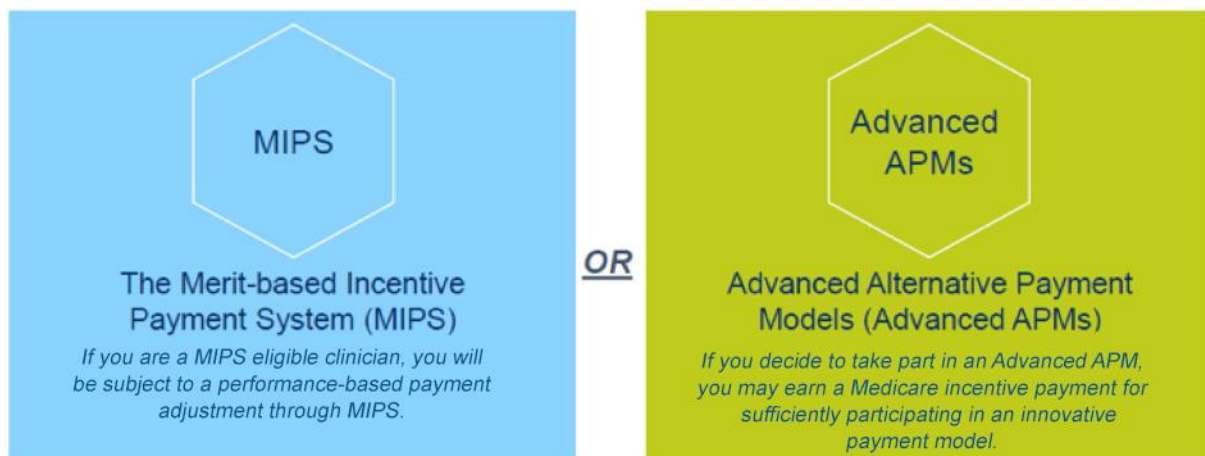 MIPS
The Merit-based Incentive
Payment System (MIPS)
If you are a MIPS eligible clinician, you will
be subject to a performance-based payment
adjustment through MIPS.
OR
Advanced
APMs
Advanced Alternative Payment
Models (Advanced APMs)
If you decide to take part in an Advanced APM,
you may earn a Medicare incentive payment for
sufficiently participating in an innovative
payment model.